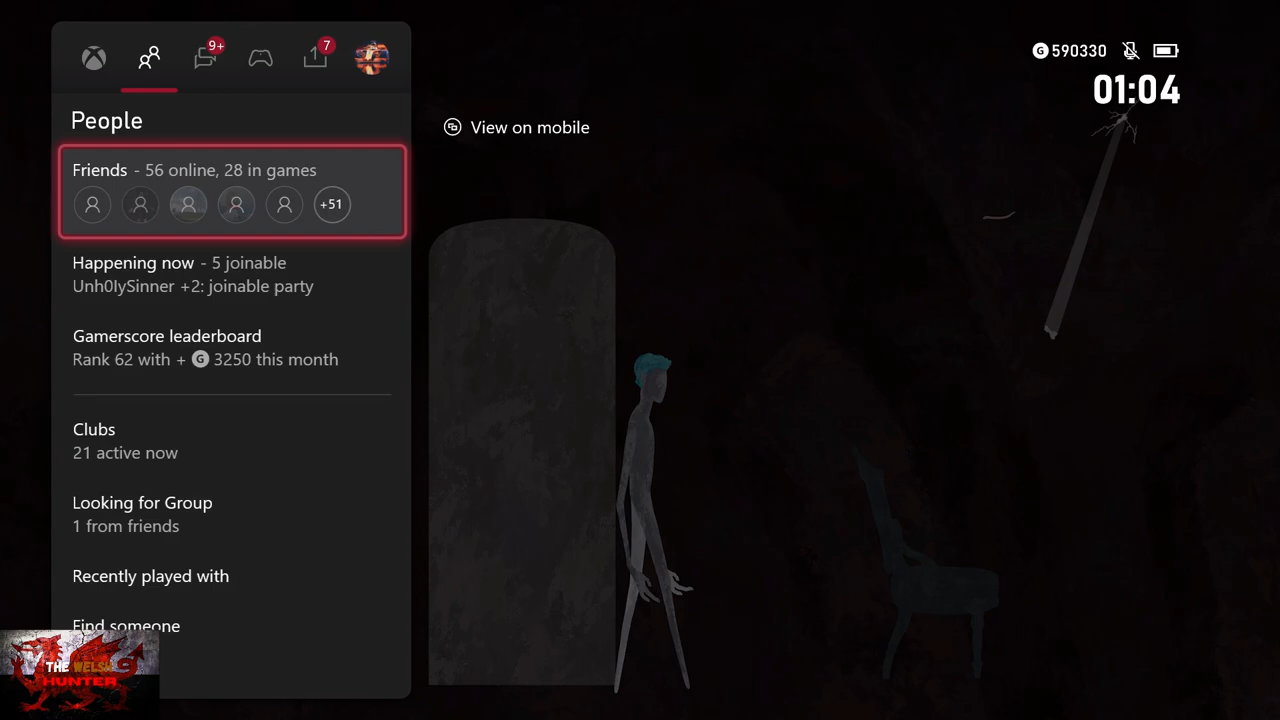 9+
7
590330
01:04
People
View on mobile
Friends - 56 online, 28 in games
+51
Happening now - 5 joinable
Unh0lySinner +2: joinable party
Gamerscore leaderboard
Rank 62 with + G 3250 this month
Clubs
21 active now
Looking for Group
1 from friends
Recently played with
Find someone
THE WELSH
HUNTER